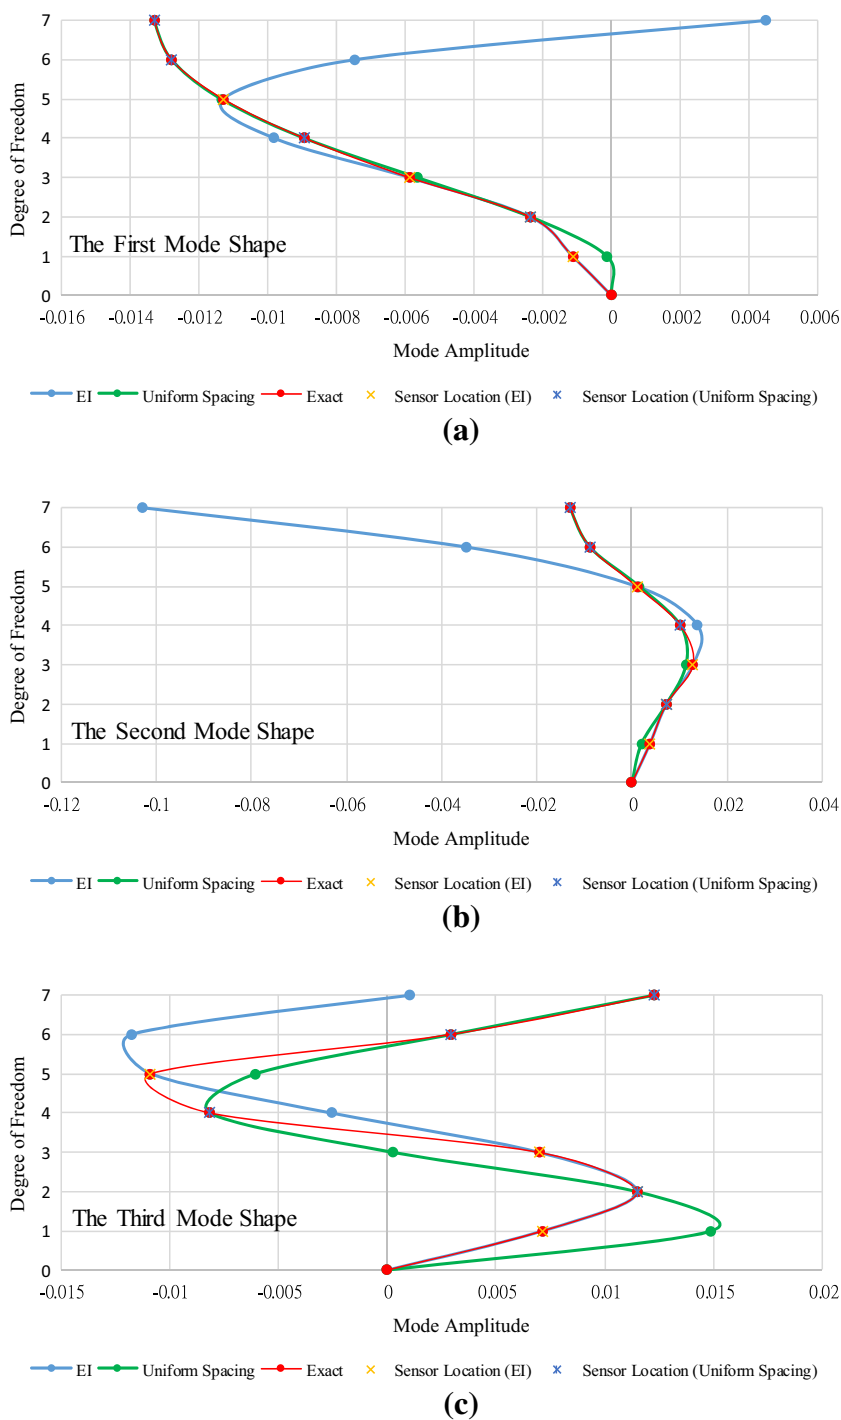 7
6
5
4
3
2
1
0
Degree of Freedom
The First Mode Shape
-0.016 -0.014 -0.012 -0.01 -0.008 -0.006 -0.004 -0.002 0 0.002 0.004 0.006
Mode Amplitude
EI Uniform Spacing Exact Sensor Location (EI) Sensor Location (Uniform Spacing)
(a)
7
6
5
4
3
2
1
0
Degree of Freedom
The Second Mode Shape
-0.12 -0.1 -0.08 -0.06 -0.04 -0.02 0 0.02 0.04
Mode Amplitude
EI Uniform Spacing Exact Sensor Location (EI) Sensor Location (Uniform Spacing)
(b)
7
6
5
4
3
2
1
0
Degree of Freedom
The Third Mode Shape
-0.015 -0.01 -0.005 0 0.005 0.01 0.015 0.02
Mode Amplitude
EI Uniform Spacing Exact Sensor Location (EI) Sensor Location (Uniform Spacing)
(c)